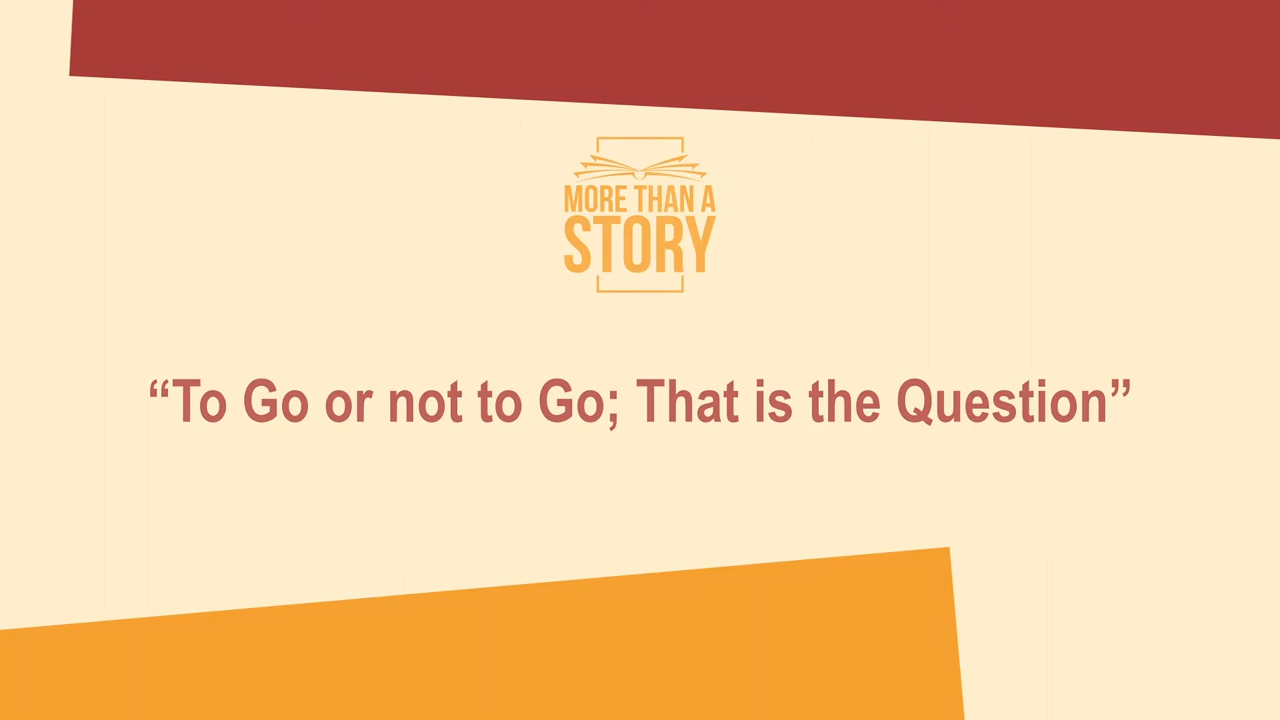 MORE THAN A
STORY
“To Go or not to Go; That is the Question”